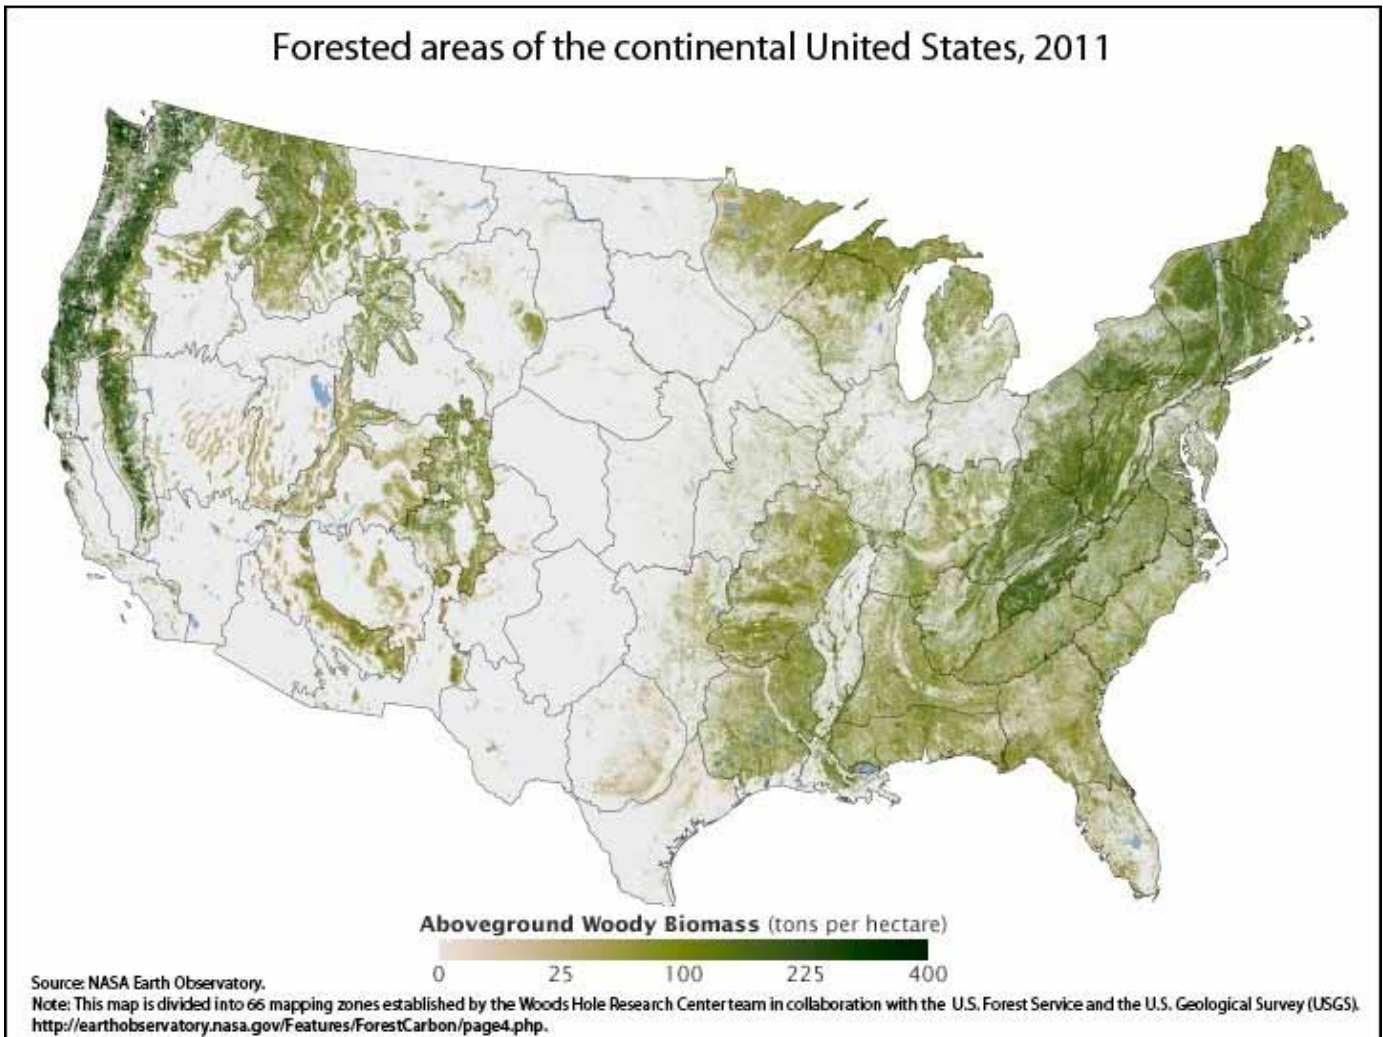 Forested areas of the continental United States, 2011
Aboveground Woody Biomass (tons per hectare)
0 25 100 225 400
Source: NASA Earth Observatory.
Note: This map is divided into 66 mapping zones established by the Woods Hole Research Center team in collaboration with the U.S. Forest Service and the U.S. Geological Survey (USGS).
http://earthobservatory.nasa.gov/Features/ForestCarbon/page4.php.